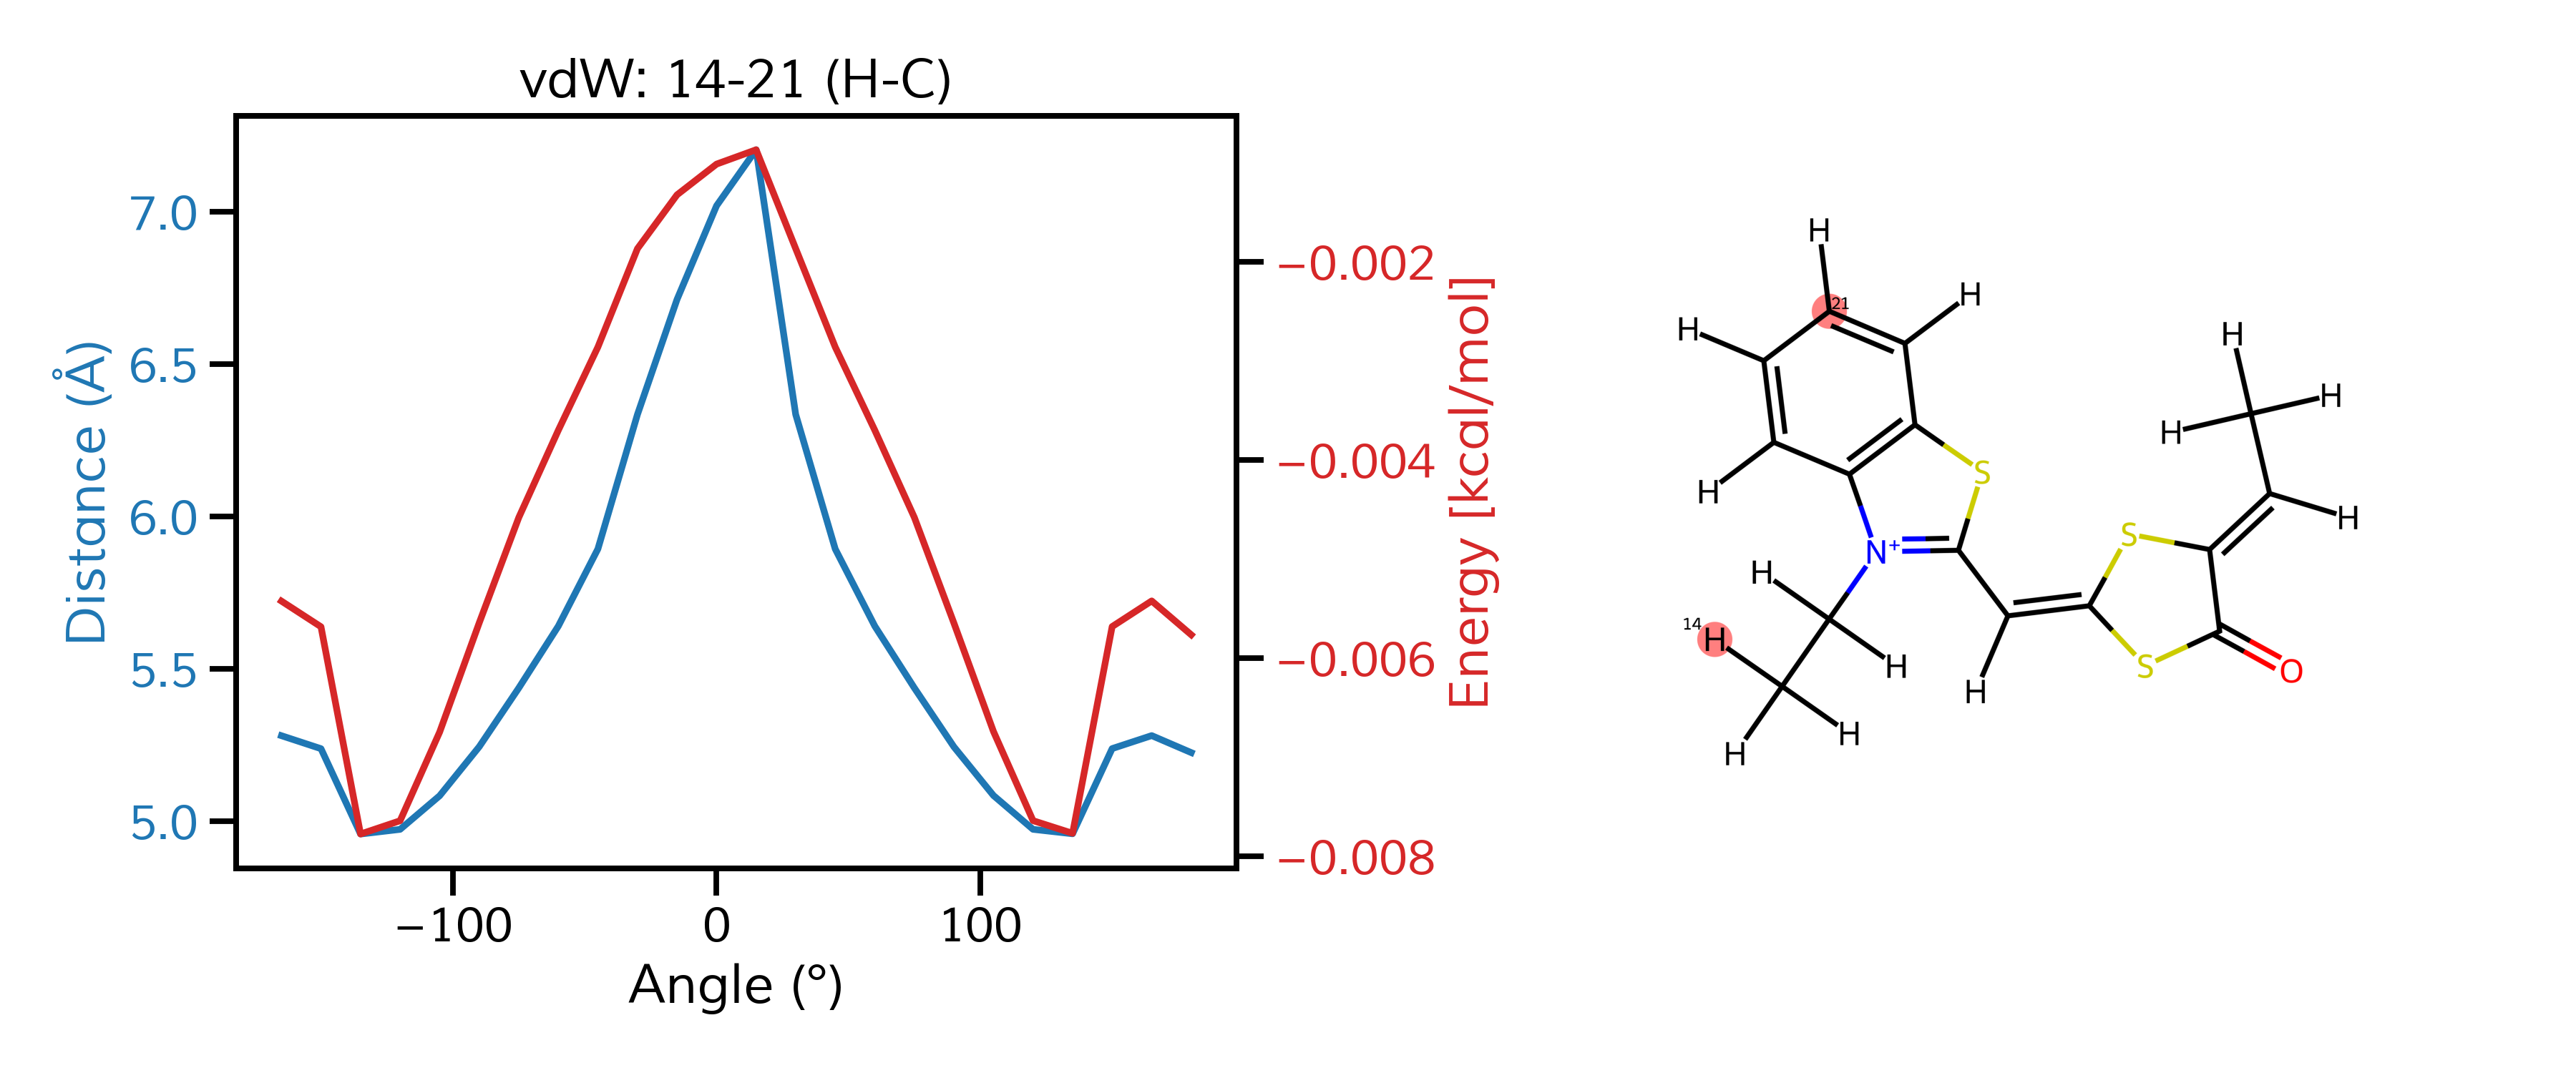 vdW: 14-21 (H-C)
Distance (Å)
7.0
6.5
6.0
5.5
5.0
−0.002
−0.004
−0.006
−0.008
Energy [kcal/mol]
−100
0
100
Angle (°)
H
21
H
H
H
S
N+
H
14
H
H
H
H
H
H
H
H
H
S
S
O